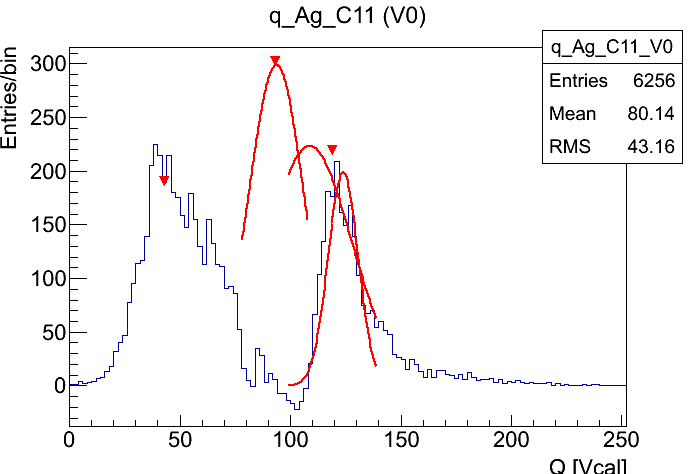 q_Ag_C11 (V0)
q_Ag_C11_V0
Entries 6256
Mean 80.14
RMS 43.16
Entries/bin
300
250
200
150
100
50
0
0 50 100 150 200 250
Q [Vcal]